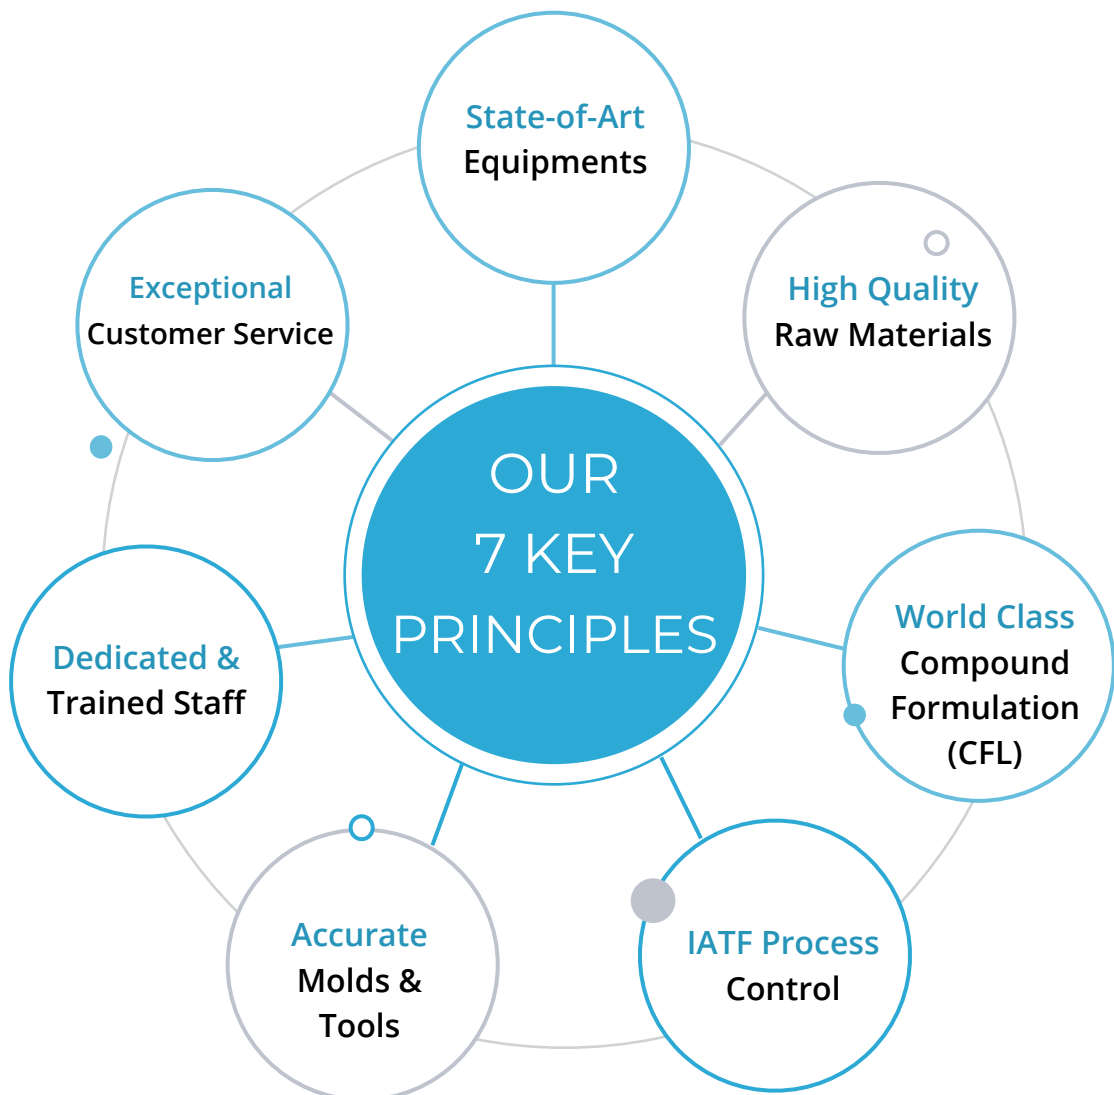 State-of-Art
Equipments
High Quality
Raw Materials
World Class
Compound
Formulation
(CFL)
IATF Process
Control
Accurate
Molds &
Tools
Dedicated &
Trained Staff
Exceptional
Customer Service
OUR
7 KEY
PRINCIPLES